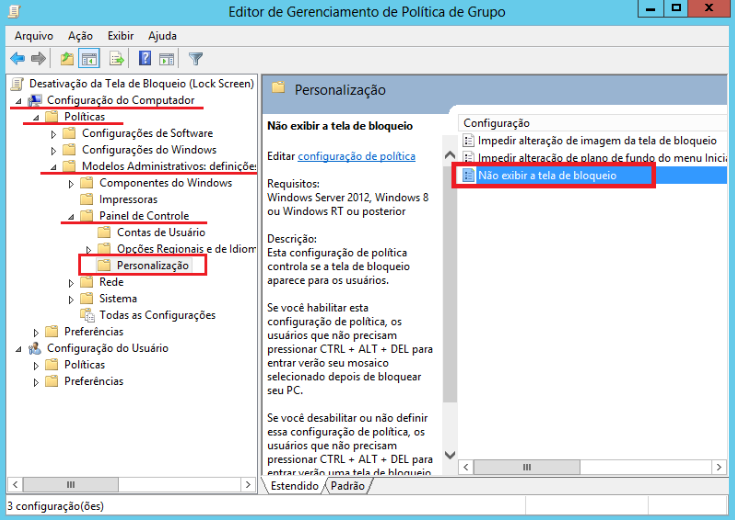 Editor de Gerenciamento de Política de Grupo
Arquivo Ação Exibir Ajuda
Desativação da Tela de Bloqueio (Lock Screen)
Configuração do Computador
Políticas
Configurações de Software
Configurações do Windows
Modelos Administrativos: definiçõe
Componentes do Windows
Impressoras
Painel de Controle
Contas de Usuário
Opções Regionais e de Idiom
Personalização
Rede
Sistema
Todas as Configurações
Preferências
Configuração do Usuário
Políticas
Preferências
Personalização
Não exibir a tela de bloqueio
Editar configuração de política
Requisitos:
Windows Server 2012, Windows 8
ou Windows RT ou posterior
Descrição:
Esta configuração de política
controla se a tela de bloqueio
aparece para os usuários.
Se você habilitar esta
configuração de política, os
usuários que não precisam
pressionar CTRL + ALT + DEL para
entrar verão seu mosaico
selecionado depois de bloquear
seu PC.
Se você desabilitar ou não definir
essa configuração de política, os
usuários que não precisam
pressionar CTRL + ALT + DEL para
entrar verão uma tela de bloqueio
Configuração
Impedir alteração de imagem da tela de bloqueio
Impedir alteração de plano de fundo do menu Inicia
Não exibir a tela de bloqueio
Estendido Padrão
3 configuração(ões)